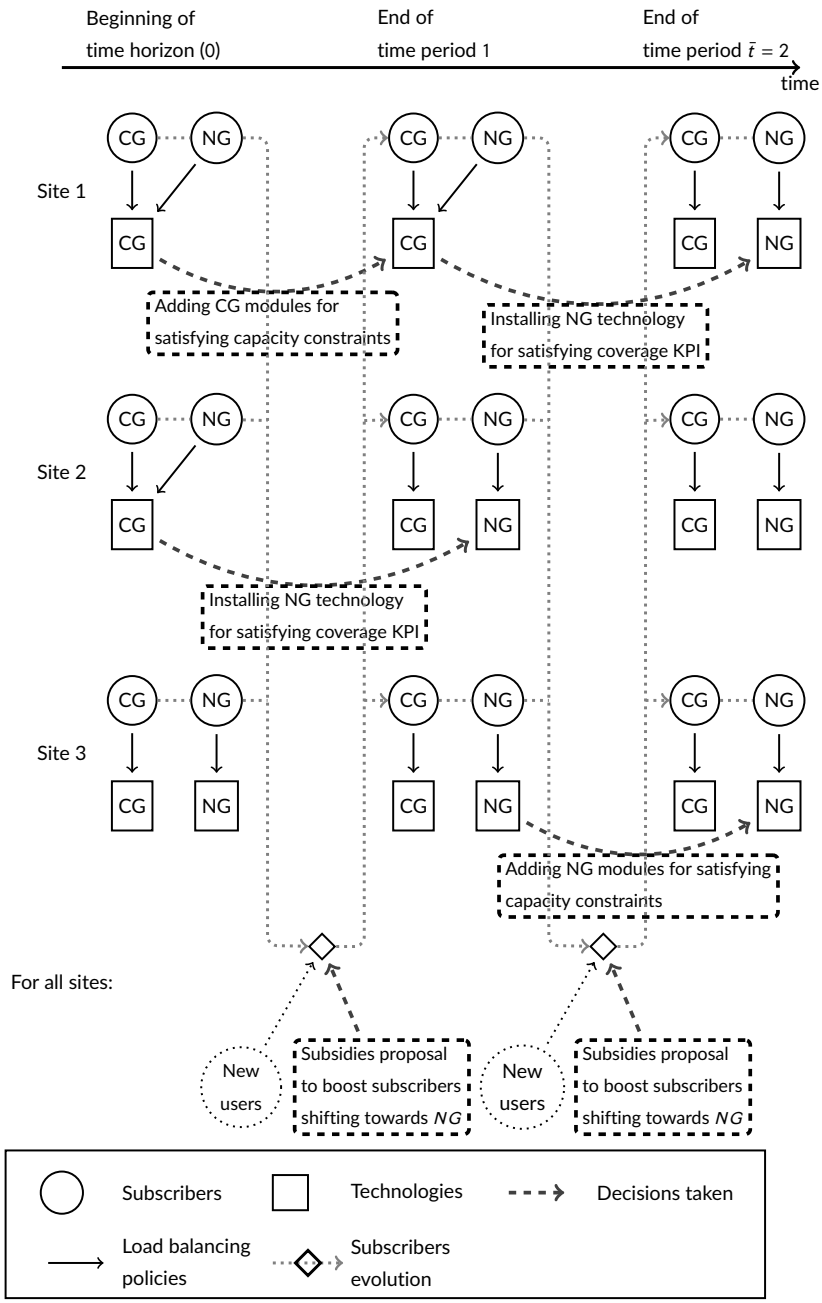 Beginning of
time horizon (0)
End of
time period 1
End of
time period t̄ = 2
time
CG NG CG NG CG NG
Site 1
CG CG CG NG
Adding CG modules for
satisfying capacity constraints
Installing NG technology
for satisfying coverage KPI
CG NG CG NG CG NG
Site 2
CG CG NG CG NG
Installing NG technology
for satisfying coverage KPI
CG NG CG NG CG NG
Site 3
CG NG CG NG CG NG
Adding NG modules for satisfying
capacity constraints
For all sites:
New
users
Subsidies proposal
to boost subscribers
shifting towards NG
New
users
Subsidies proposal
to boost subscribers
shifting towards NG
Subscribers
Technologies
Decisions taken
Load balancing
policies
Subscribers
evolution